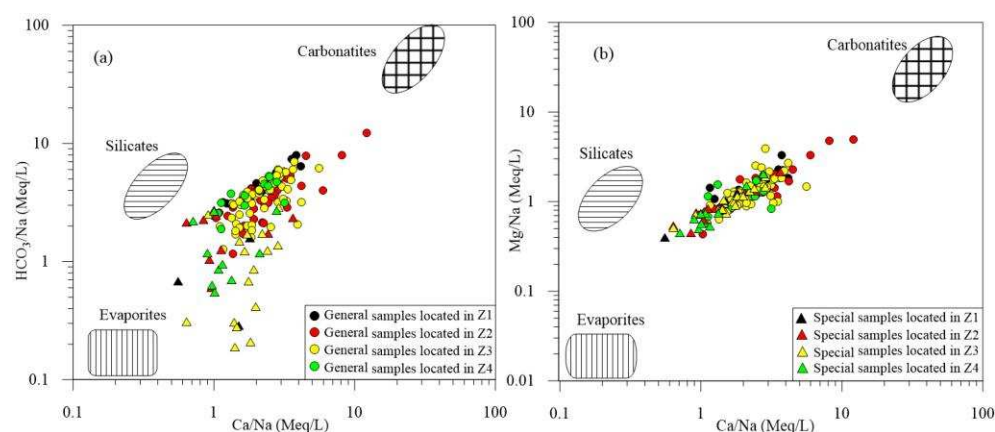 (a)
Carbonatites
Silicates
Evaporites
100
10
1
0.1
HCO3/Na (Meq/L)
0.1
1
10
100
Ca/Na (Meq/L)
General samples located in Z1
General samples located in Z2
General samples located in Z3
General samples located in Z4
(b)
Carbonatites
Silicates
Evaporites
100
10
1
0.1
0.01
Mg/Na (Meq/L)
0.1
1
10
100
Ca/Na (Meq/L)
Special samples located in Z1
Special samples located in Z2
Special samples located in Z3
Special samples located in Z4